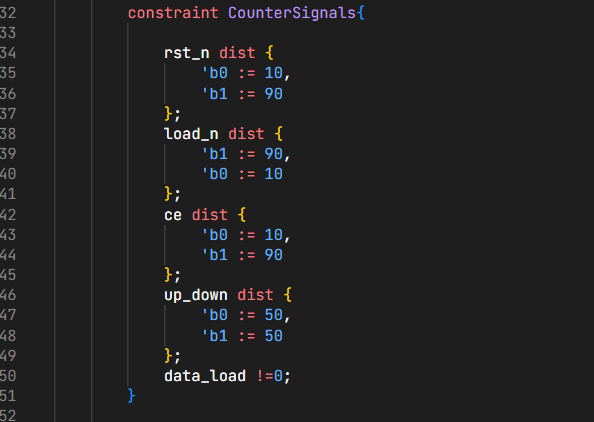 32 constraint CounterSignals{
33
34 rst_n dist {
35 'b0 := 10,
36 'b1 := 90
37 };
38 load_n dist {
39 'b1 := 90,
40 'b0 := 10
41 };
42 ce dist {
43 'b0 := 10,
44 'b1 := 90
45 };
46 up_down dist {
47 'b0 := 50,
48 'b1 := 50
49 };
50 data_load !=0;
51 }
52